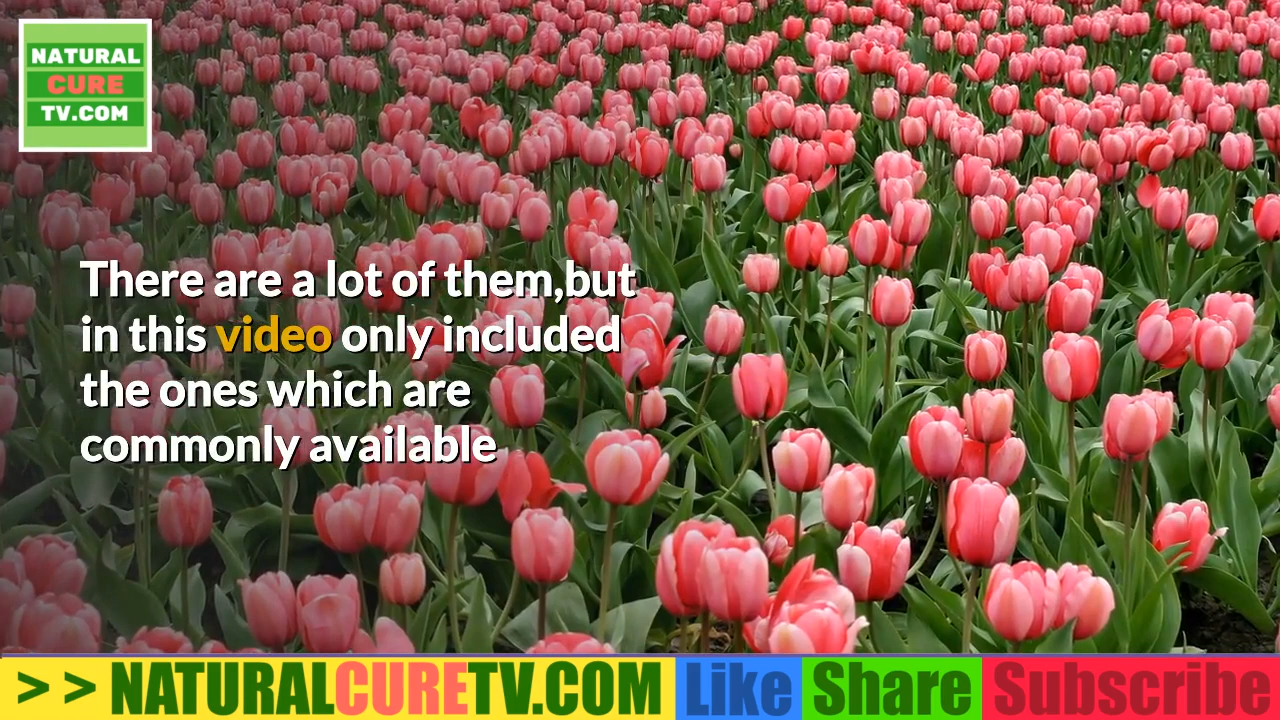 NATURAL
CURE
TV.COM
There are a lot of them,but
in this video only included
the ones which are
commonly available
> > NATURALCURETV.COM Like Share Subscribe